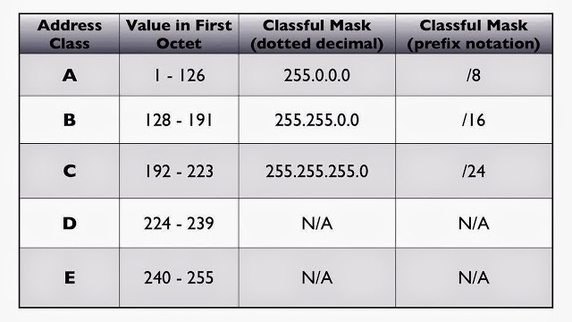 Address Class Value in First Octet Classful Mask (dotted decimal) Classful Mask (prefix notation)
A 1 - 126 255.0.0.0 /8
B 128 - 191 255.255.0.0 /16
C 192 - 223 255.255.255.0 /24
D 224 - 239 N/A N/A
E 240 - 255 N/A N/A